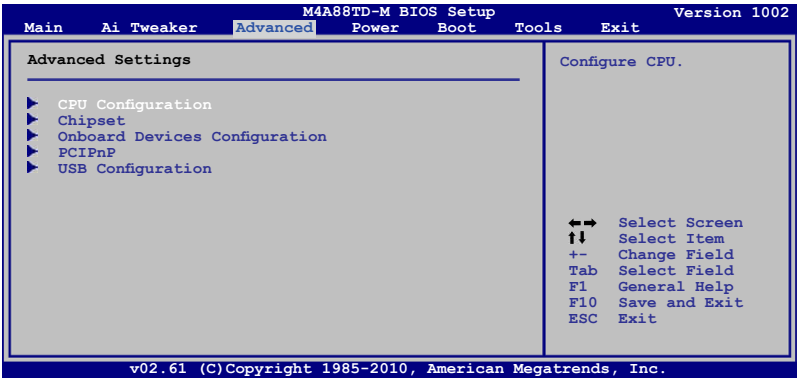 M4A88TD-M BIOS Setup Version 1002
Main Ai Tweaker Advanced Power Boot Tools Exit
Advanced Settings
CPU Configuration
Chipset
Onboard Devices Configuration
PCIPnP
USB Configuration
Configure CPU.
Select Screen
Select Item
+- Change Field
Tab Select Field
F1 General Help
F10 Save and Exit
ESC Exit
v02.61 (C)Copyright 1985-2010, American Megatrends, Inc.